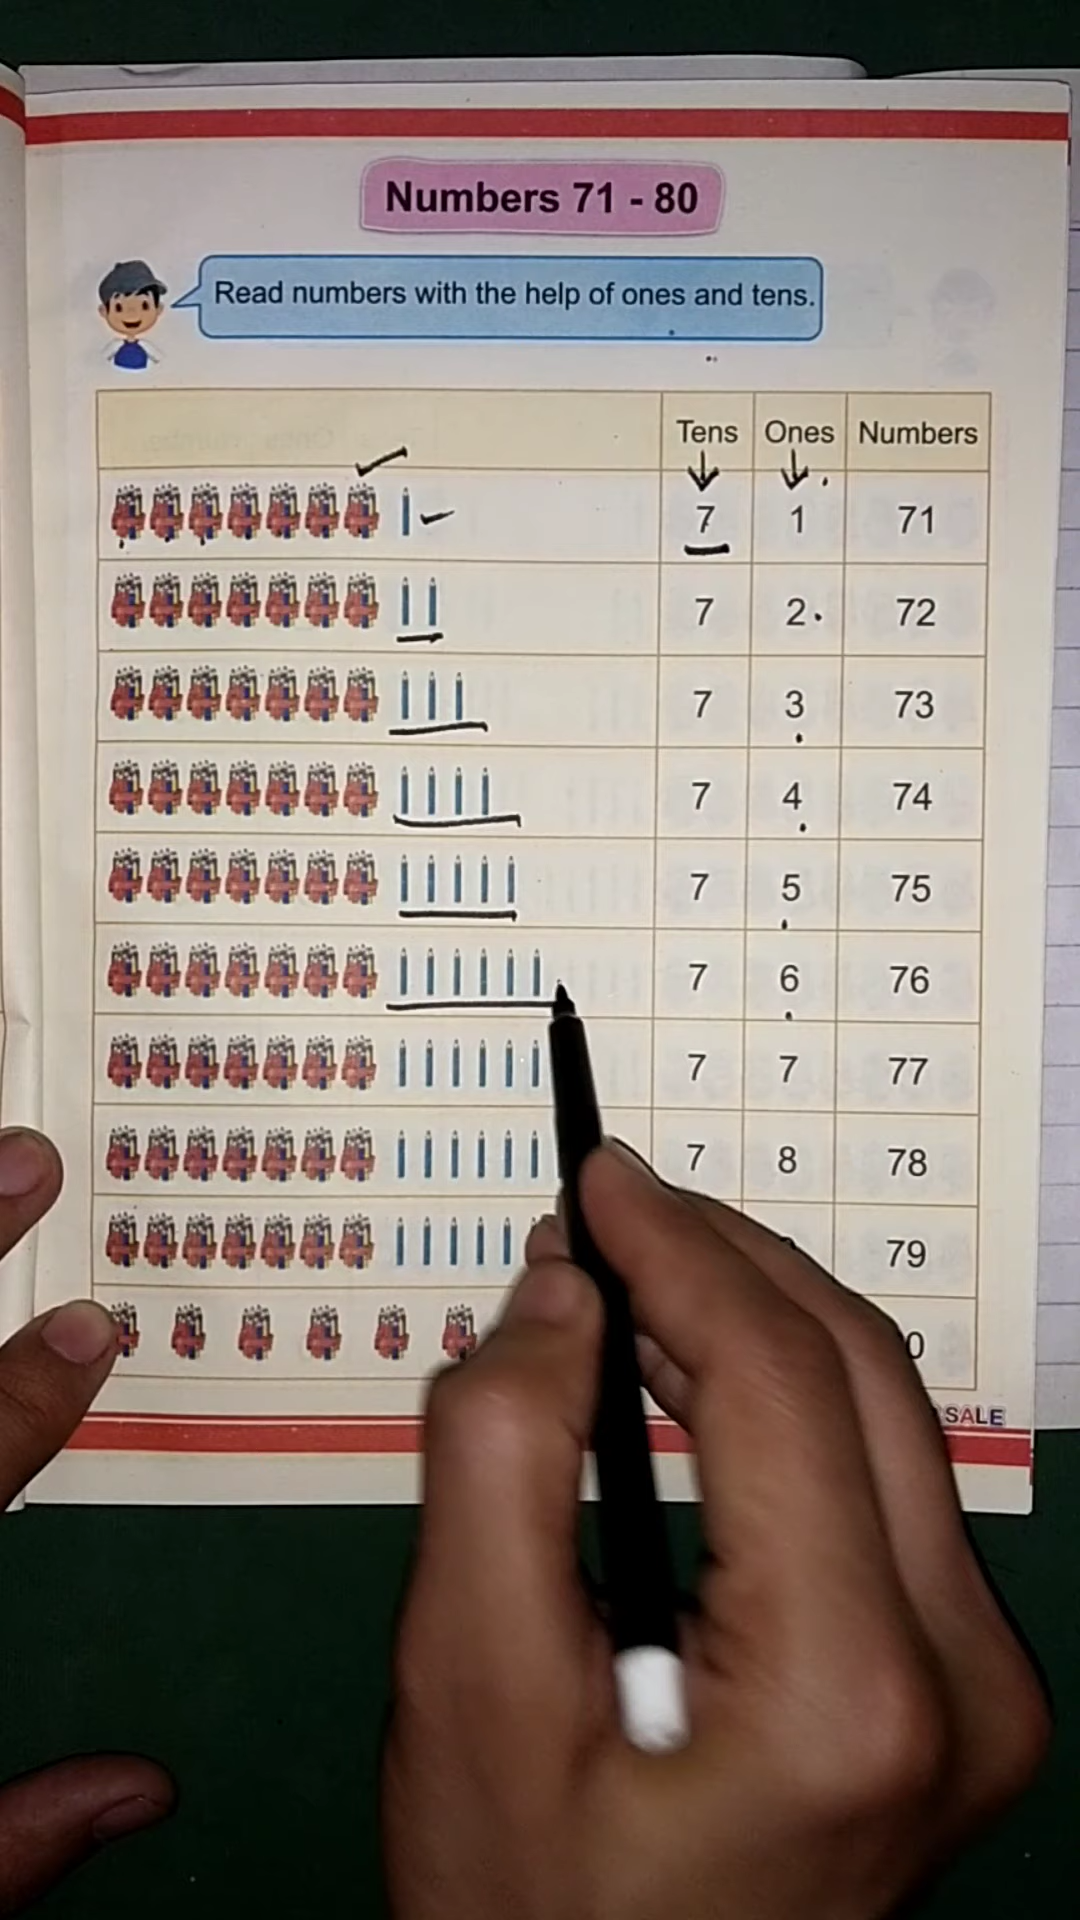 Numbers 71 - 80
Read numbers with the help of ones and tens.
Tens Ones Numbers
7 1 71
7 2 72
7 3 73
7 4 74
7 5 75
7 6 76
7 7 77
7 8 78
79
0
SALE